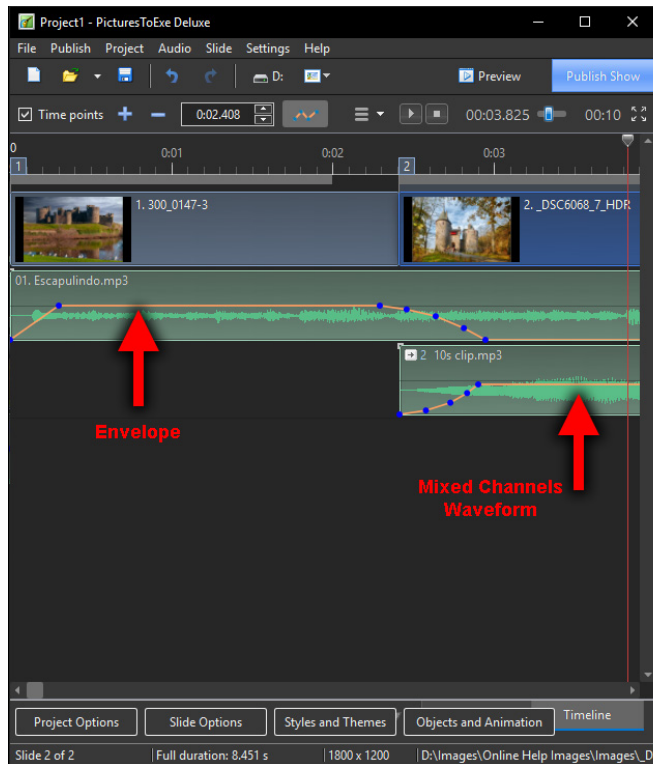 Project1 - PicturesToExe Deluxe
File Publish Project Audio Slide Settings Help
D: Preview Publish Show
Time points 0:02.408 00:03.825 00:10
0 0:01 0:02 0:03
1 2
1. 300_0147-3 2. _DSC6068_7_HDR
01. Escapulindo.mp3
2 10s clip.mp3
Envelope
Mixed Channels
Waveform
Project Options Slide Options Styles and Themes Objects and Animation Timeline
Slide 2 of 2 Full duration: 8.451 s 1800 x 1200 D:\Images\Online Help Images\Images\_D